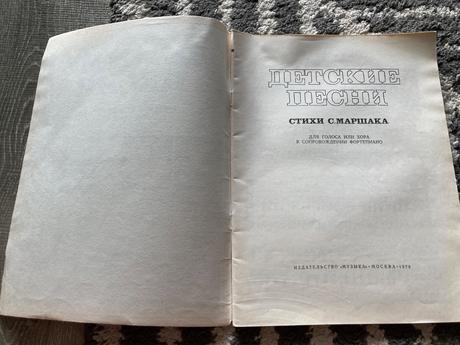 ДЕТСКИЕ
ПЕСНИ
СТИХИ С. МАРШАКА
ДЛЯ ГОЛОСА ИЛИ ХОРА
В СОПРОВОЖДЕНИИ ФОРТЕПИАНО
ИЗДАТЕЛЬСТВО «МУЗЫКА» • МОСКВА • 1979